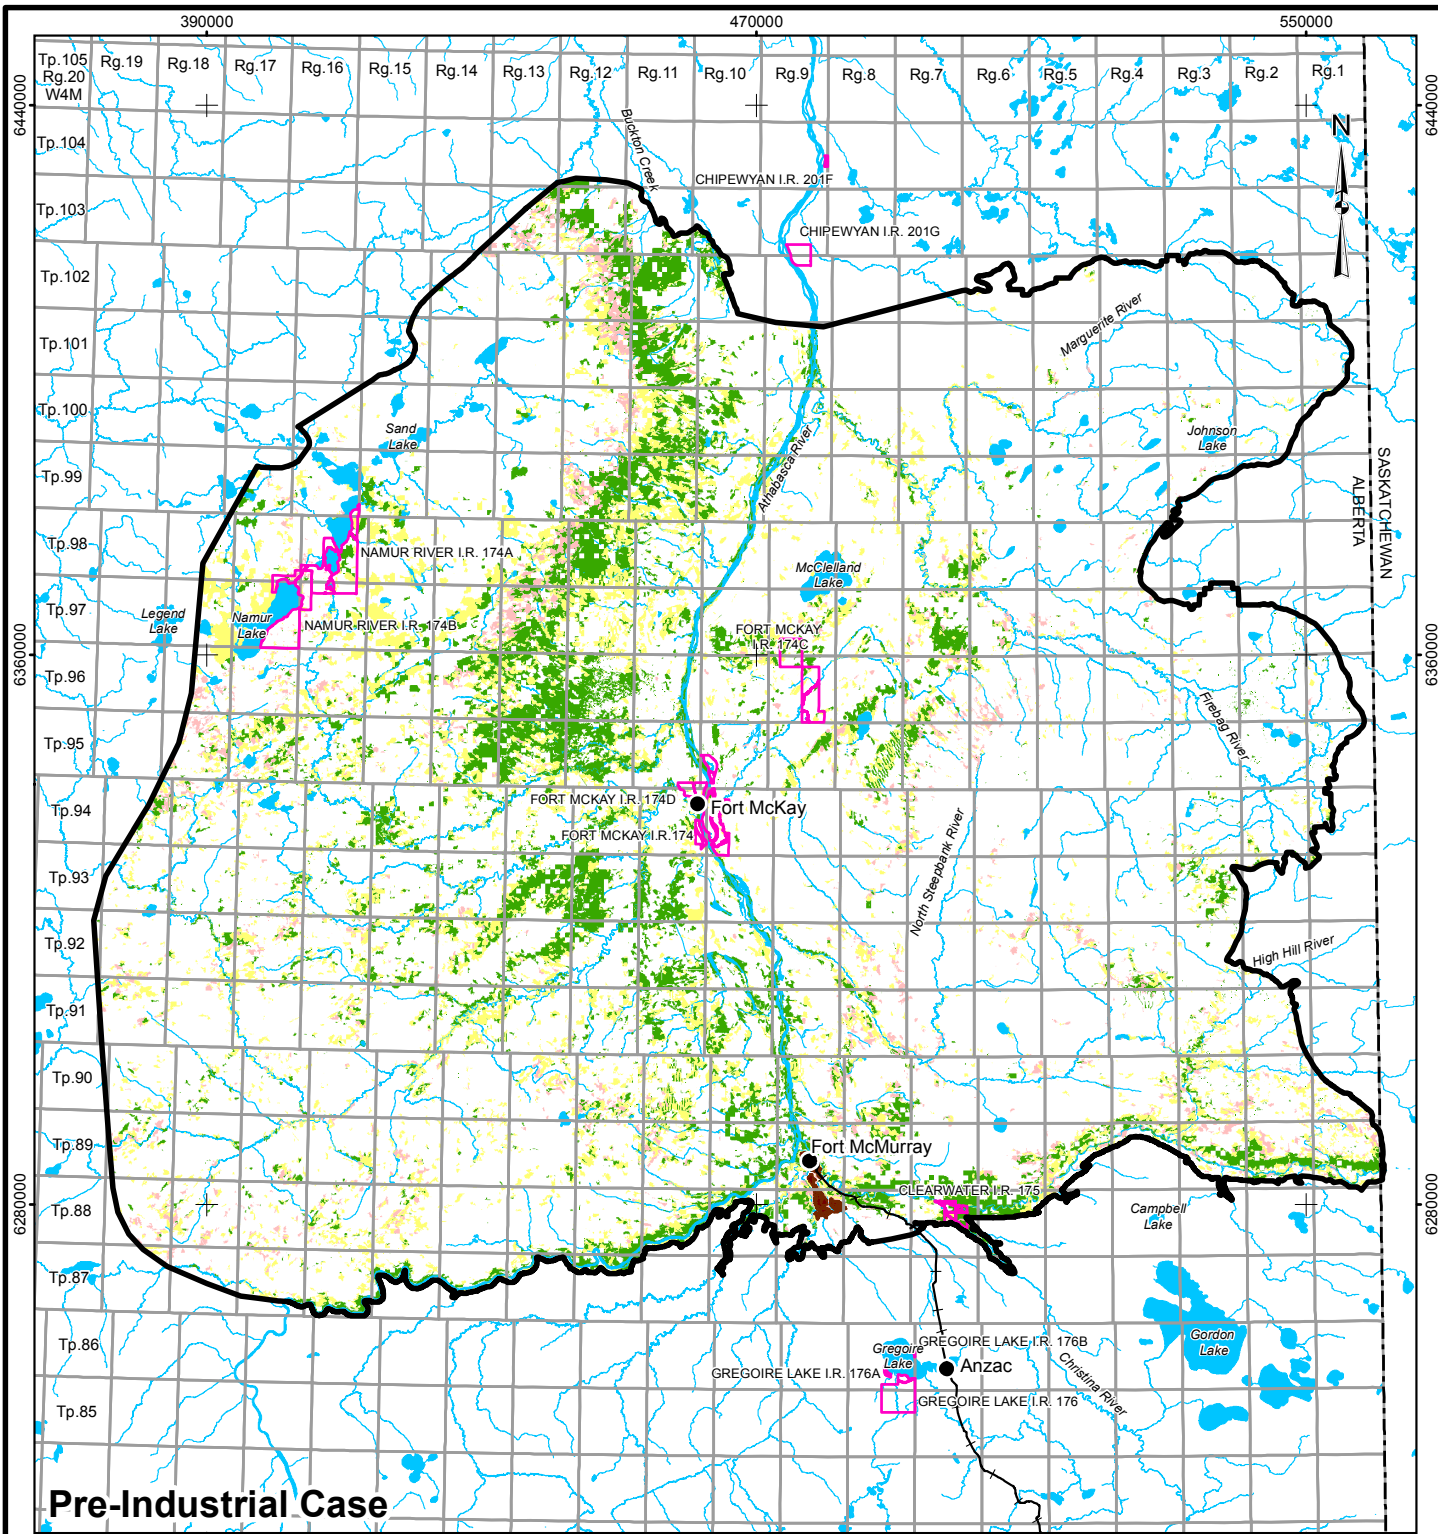 390000
470000
550000
Tp.105
Rg.20
W4M
Rg.19
Rg.18
Rg.17
Rg.16
Rg.15
Rg.14
Rg.13
Rg.12
Rg.11
Rg.10
Rg.9
Rg.8
Rg.7
Rg.6
Rg.5
Rg.4
Rg.3
Rg.2
Rg.1
6440000
6440000
N
Tp.104
Buckton Creek
CHIPEWYAN I.R. 201F
Tp.103
CHIPEWYAN I.R. 201G
Tp.102
Marguerite River
Tp.101
Tp.100
Sand
Lake
Johnson
Lake
Athabasca River
Tp.99
SASKATCHEWAN
ALBERTA
Tp.98
NAMUR RIVER I.R. 174A
McClelland
Lake
Tp.97
Legend
Lake
Namur
Lake
NAMUR RIVER I.R. 174B
FORT MCKAY
I.R. 174C
6360000
6360000
Tp.96
Firebag River
Tp.95
Tp.94
FORT MCKAY I.R. 174D
Fort McKay
FORT MCKAY I.R. 174
North Steepbank River
Tp.93
Tp.92
High Hill River
Tp.91
Tp.90
Tp.89
Fort McMurray
CLEARWATER I.R. 175
6280000
6280000
Tp.88
Campbell
Lake
Tp.87
Tp.86
Gregoire
Lake
GREGOIRE LAKE I.R. 176B
Gordon
Lake
GREGOIRE LAKE I.R. 176A
Anzac
Christina River
Tp.85
GREGOIRE LAKE I.R. 176
Pre-Industrial Case